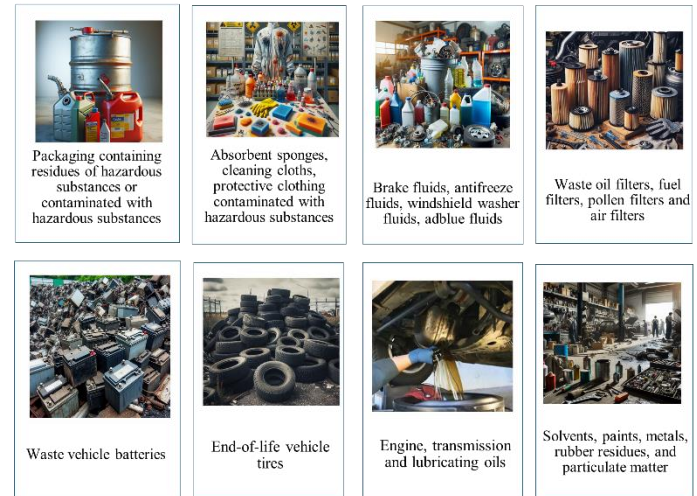 Packaging containing
residues of hazardous
substances or
contaminated with
hazardous substances
Absorbent sponges,
cleaning cloths,
protective clothing
contaminated with
hazardous substances
Brake fluids, antifreeze
fluids, windshield washer
fluids, adblue fluids
Waste oil filters, fuel
filters, pollen filters and
air filters
Waste vehicle batteries
End-of-life vehicle
tires
Engine, transmission
and lubricating oils
Solvents, paints, metals,
rubber residues, and
particulate matter